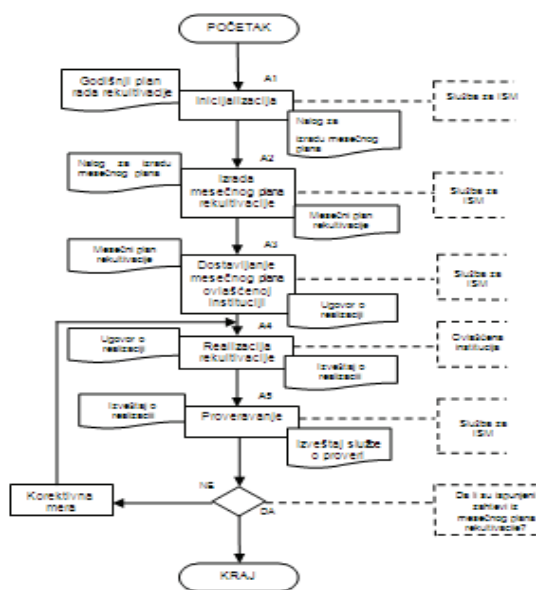 POČETAK
A1
Godišnji plan
rada rekultivacije
Inicijalizacija
Služba za ISM
Nalog za
izradu mesečnog
plana
A2
Nalog za izradu
mesečnog plana
Izrada
mesečnog plana
rekultivacije
Služba za
ISM
Mesečni plan
rekultivacije
A3
Mesečni plan
rekultivacije
Dostavljanje
mesečnog plana
ovlašćenoj
instituciji
Služba za
ISM
Ugovor o
realizaciji
A4
Ugovor o
realizaciji
Realizacija
rekultivacije
Ovlašćena
institucija
Izveštaj o
realizaciji
A5
Izveštaj o
realizaciji
Proveravanje
Služba za
ISM
Izveštaj službe
o proveri
NE
Korektivna
mera
DA
Da li su ispunjeni
zahtevi iz
mesečnog plana
rekultivacije?
KRAJ